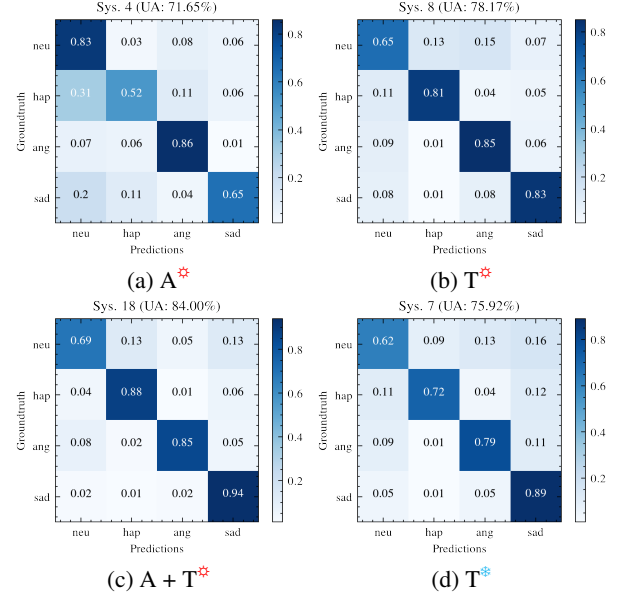 Sys. 4 (UA: 71.65%)
Groundtruth
neu 0.83 0.03 0.08 0.06
hap 0.31 0.52 0.11 0.06
ang 0.07 0.06 0.86 0.01
sad 0.2 0.11 0.04 0.65
neu hap ang sad
Predictions
0.8
0.6
0.4
0.2
(a) A
Sys. 8 (UA: 78.17%)
Groundtruth
neu 0.65 0.13 0.15 0.07
hap 0.11 0.81 0.04 0.05
ang 0.09 0.01 0.85 0.06
sad 0.08 0.01 0.08 0.83
neu hap ang sad
Predictions
0.8
0.6
0.4
0.2
(b) T
Sys. 18 (UA: 84.00%)
Groundtruth
neu 0.69 0.13 0.05 0.13
hap 0.04 0.88 0.01 0.06
ang 0.08 0.02 0.85 0.05
sad 0.02 0.01 0.02 0.94
neu hap ang sad
Predictions
0.8
0.6
0.4
0.2
(c) A + T
Sys. 7 (UA: 75.92%)
Groundtruth
neu 0.62 0.09 0.13 0.16
hap 0.11 0.72 0.04 0.12
ang 0.09 0.01 0.79 0.11
sad 0.05 0.01 0.05 0.89
neu hap ang sad
Predictions
0.8
0.6
0.4
0.2
(d) T